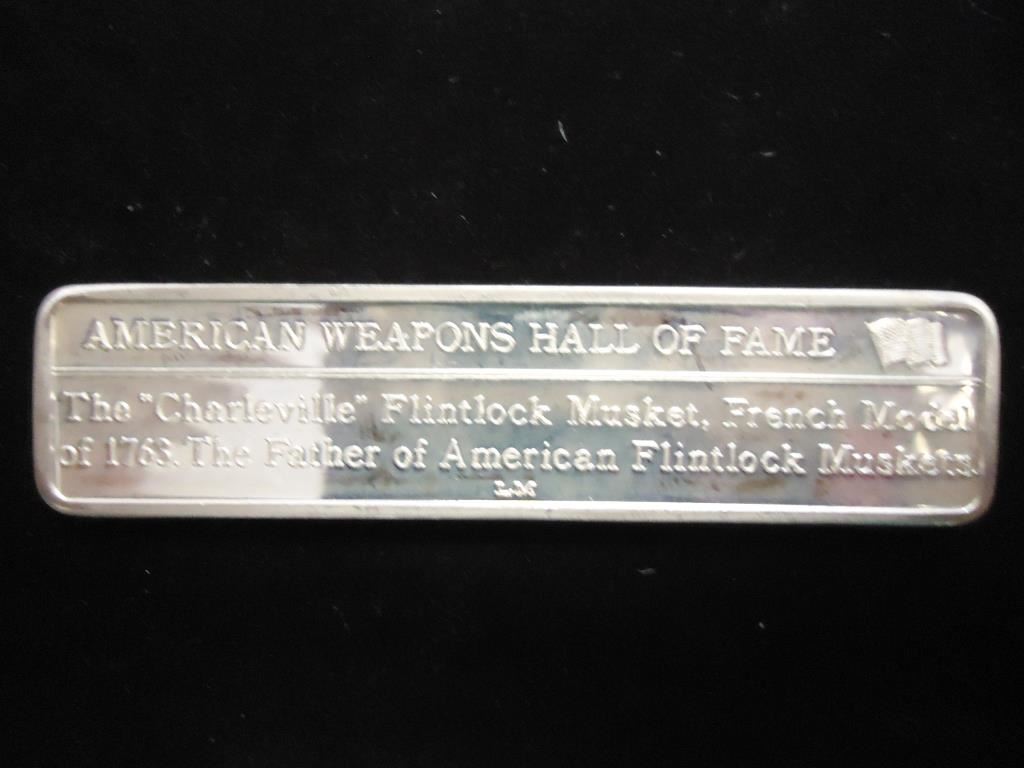 AMERICAN WEAPONS HALL OF FAME
The "Charleville" Flintlock Musket, French Model
of 1763. The Father of American Flintlock Muskets.
L-M